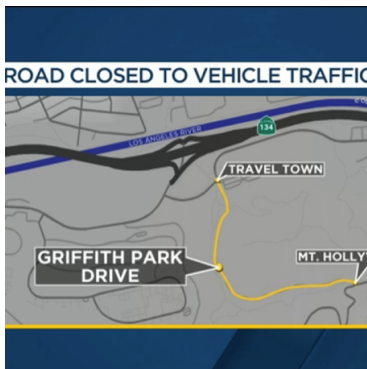 ROAD CLOSED TO VEHICLE TRAFFIC
LOS ANGELES RIVER
134
TRAVEL TOWN
GRIFFITH PARK
DRIVE
MT. HOLLY